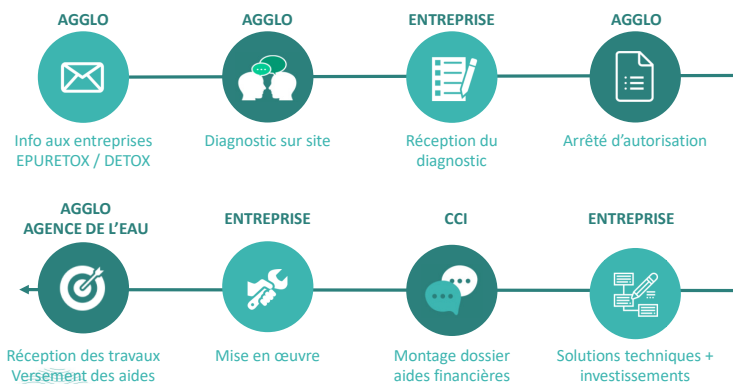 AGGLO
AGGLO
ENTREPRISE
AGGLO
Info aux entreprises
EPURETOX / DETOX
Diagnostic sur site
Réception du
diagnostic
Arrêté d'autorisation
AGGLO
AGENCE DE L'EAU
ENTREPRISE
CCI
ENTREPRISE
Réception des travaux
Versement des aides
Mise en œuvre
Montage dossier
aides financières
Solutions techniques +
investissements